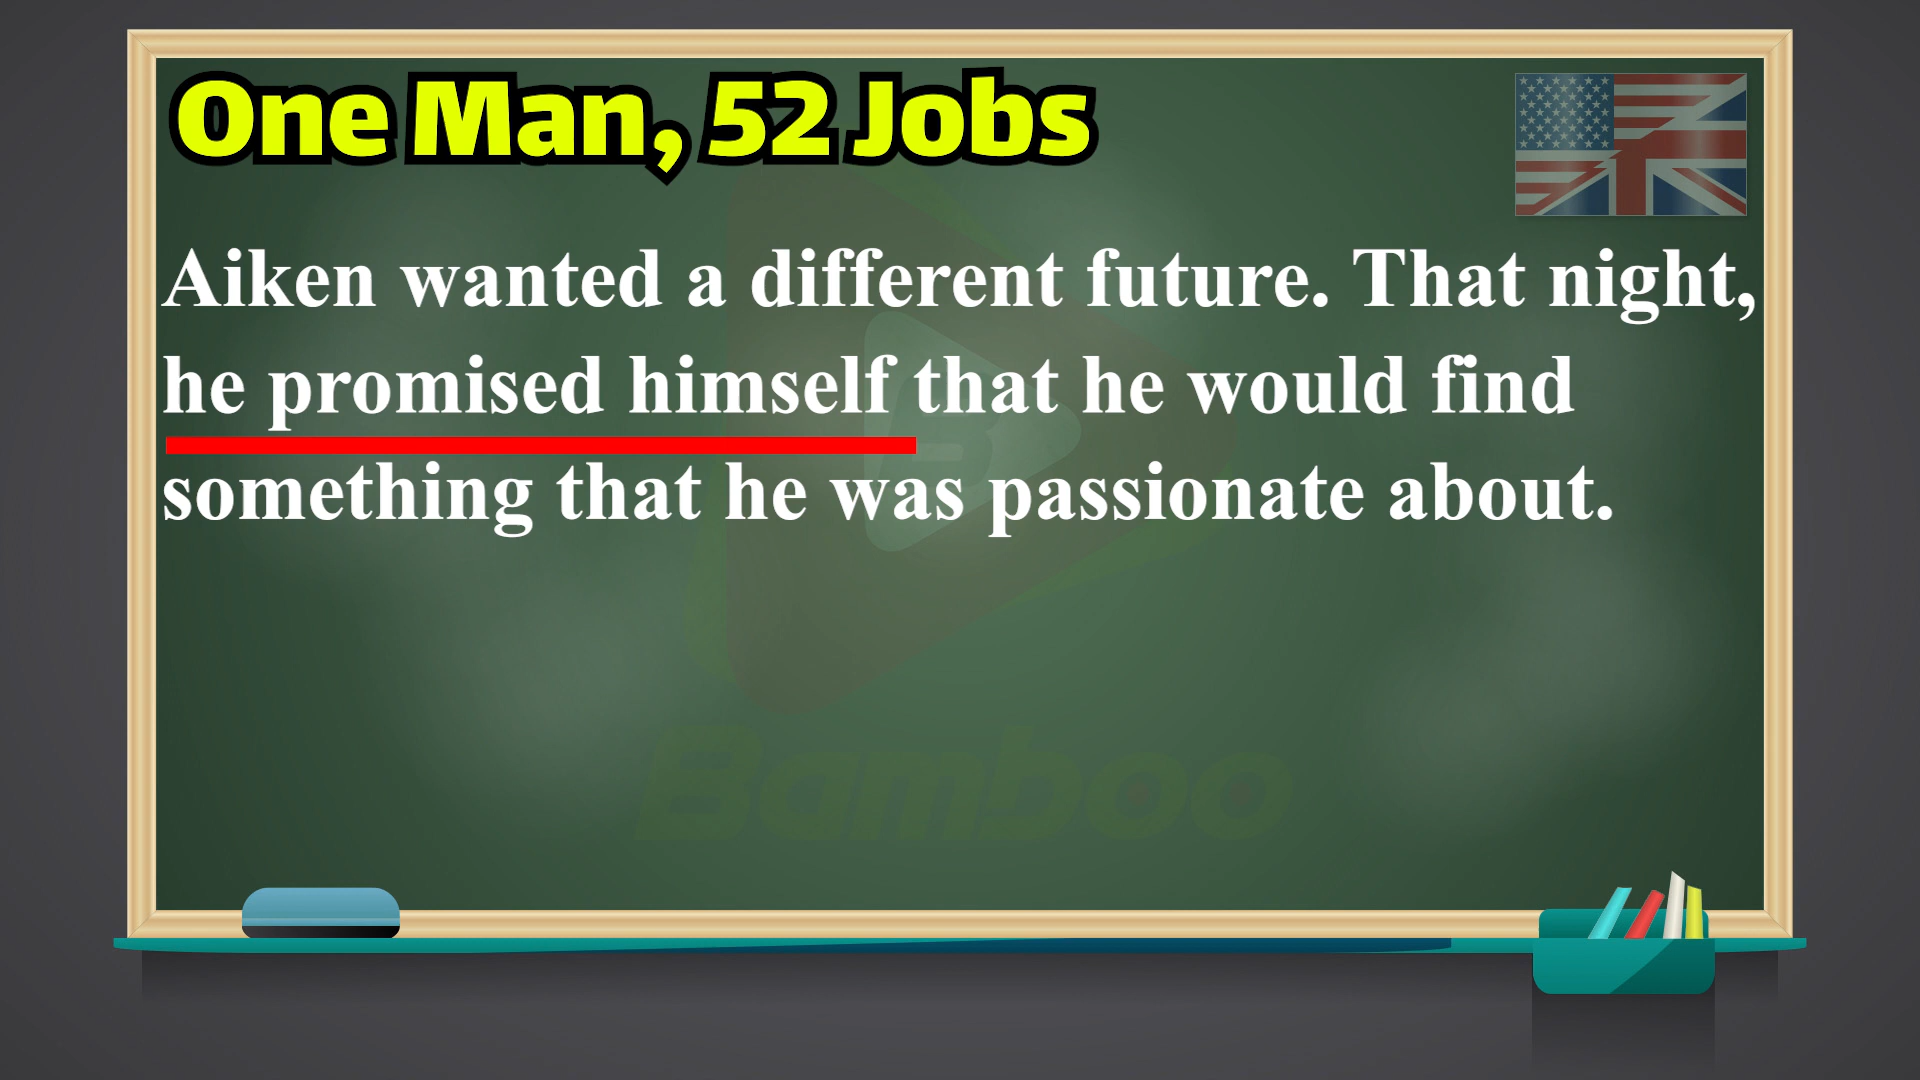 One Man, 52 Jobs
Aiken wanted a different future. That night,
he promised himself that he would find
something that he was passionate about.
B
Bamboo